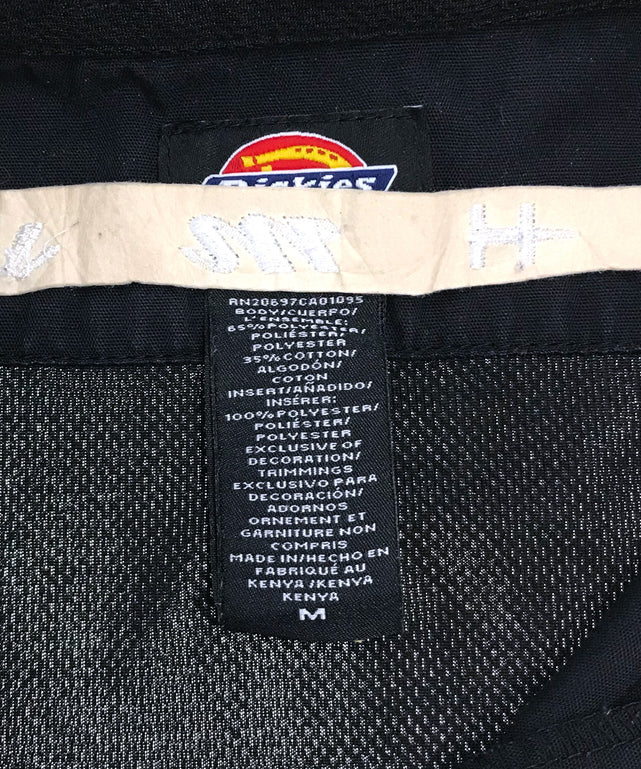 Dickies
RN20697CA01095
BODY/CUERPO/
L'ENSEMBLE:
65%POLYESTER/
POLIÉSTER/
POLYESTER
35%COTTON/
ALGODÓN/
COTON
INSERT/AÑADIDO/
INSÉRER:
100%POLYESTER/
POLIÉSTER/
POLYESTER
EXCLUSIVE OF
DECORATION/
TRIMMINGS
EXCLUSIVO PARA
DECORACIÓN/
ADORNOS
ORNEMENT ET
GARNITURE NON
COMPRIS
MADE IN/HECHO EN
FABRIQUÉ AU
KENYA/KENYA
KENYA
M